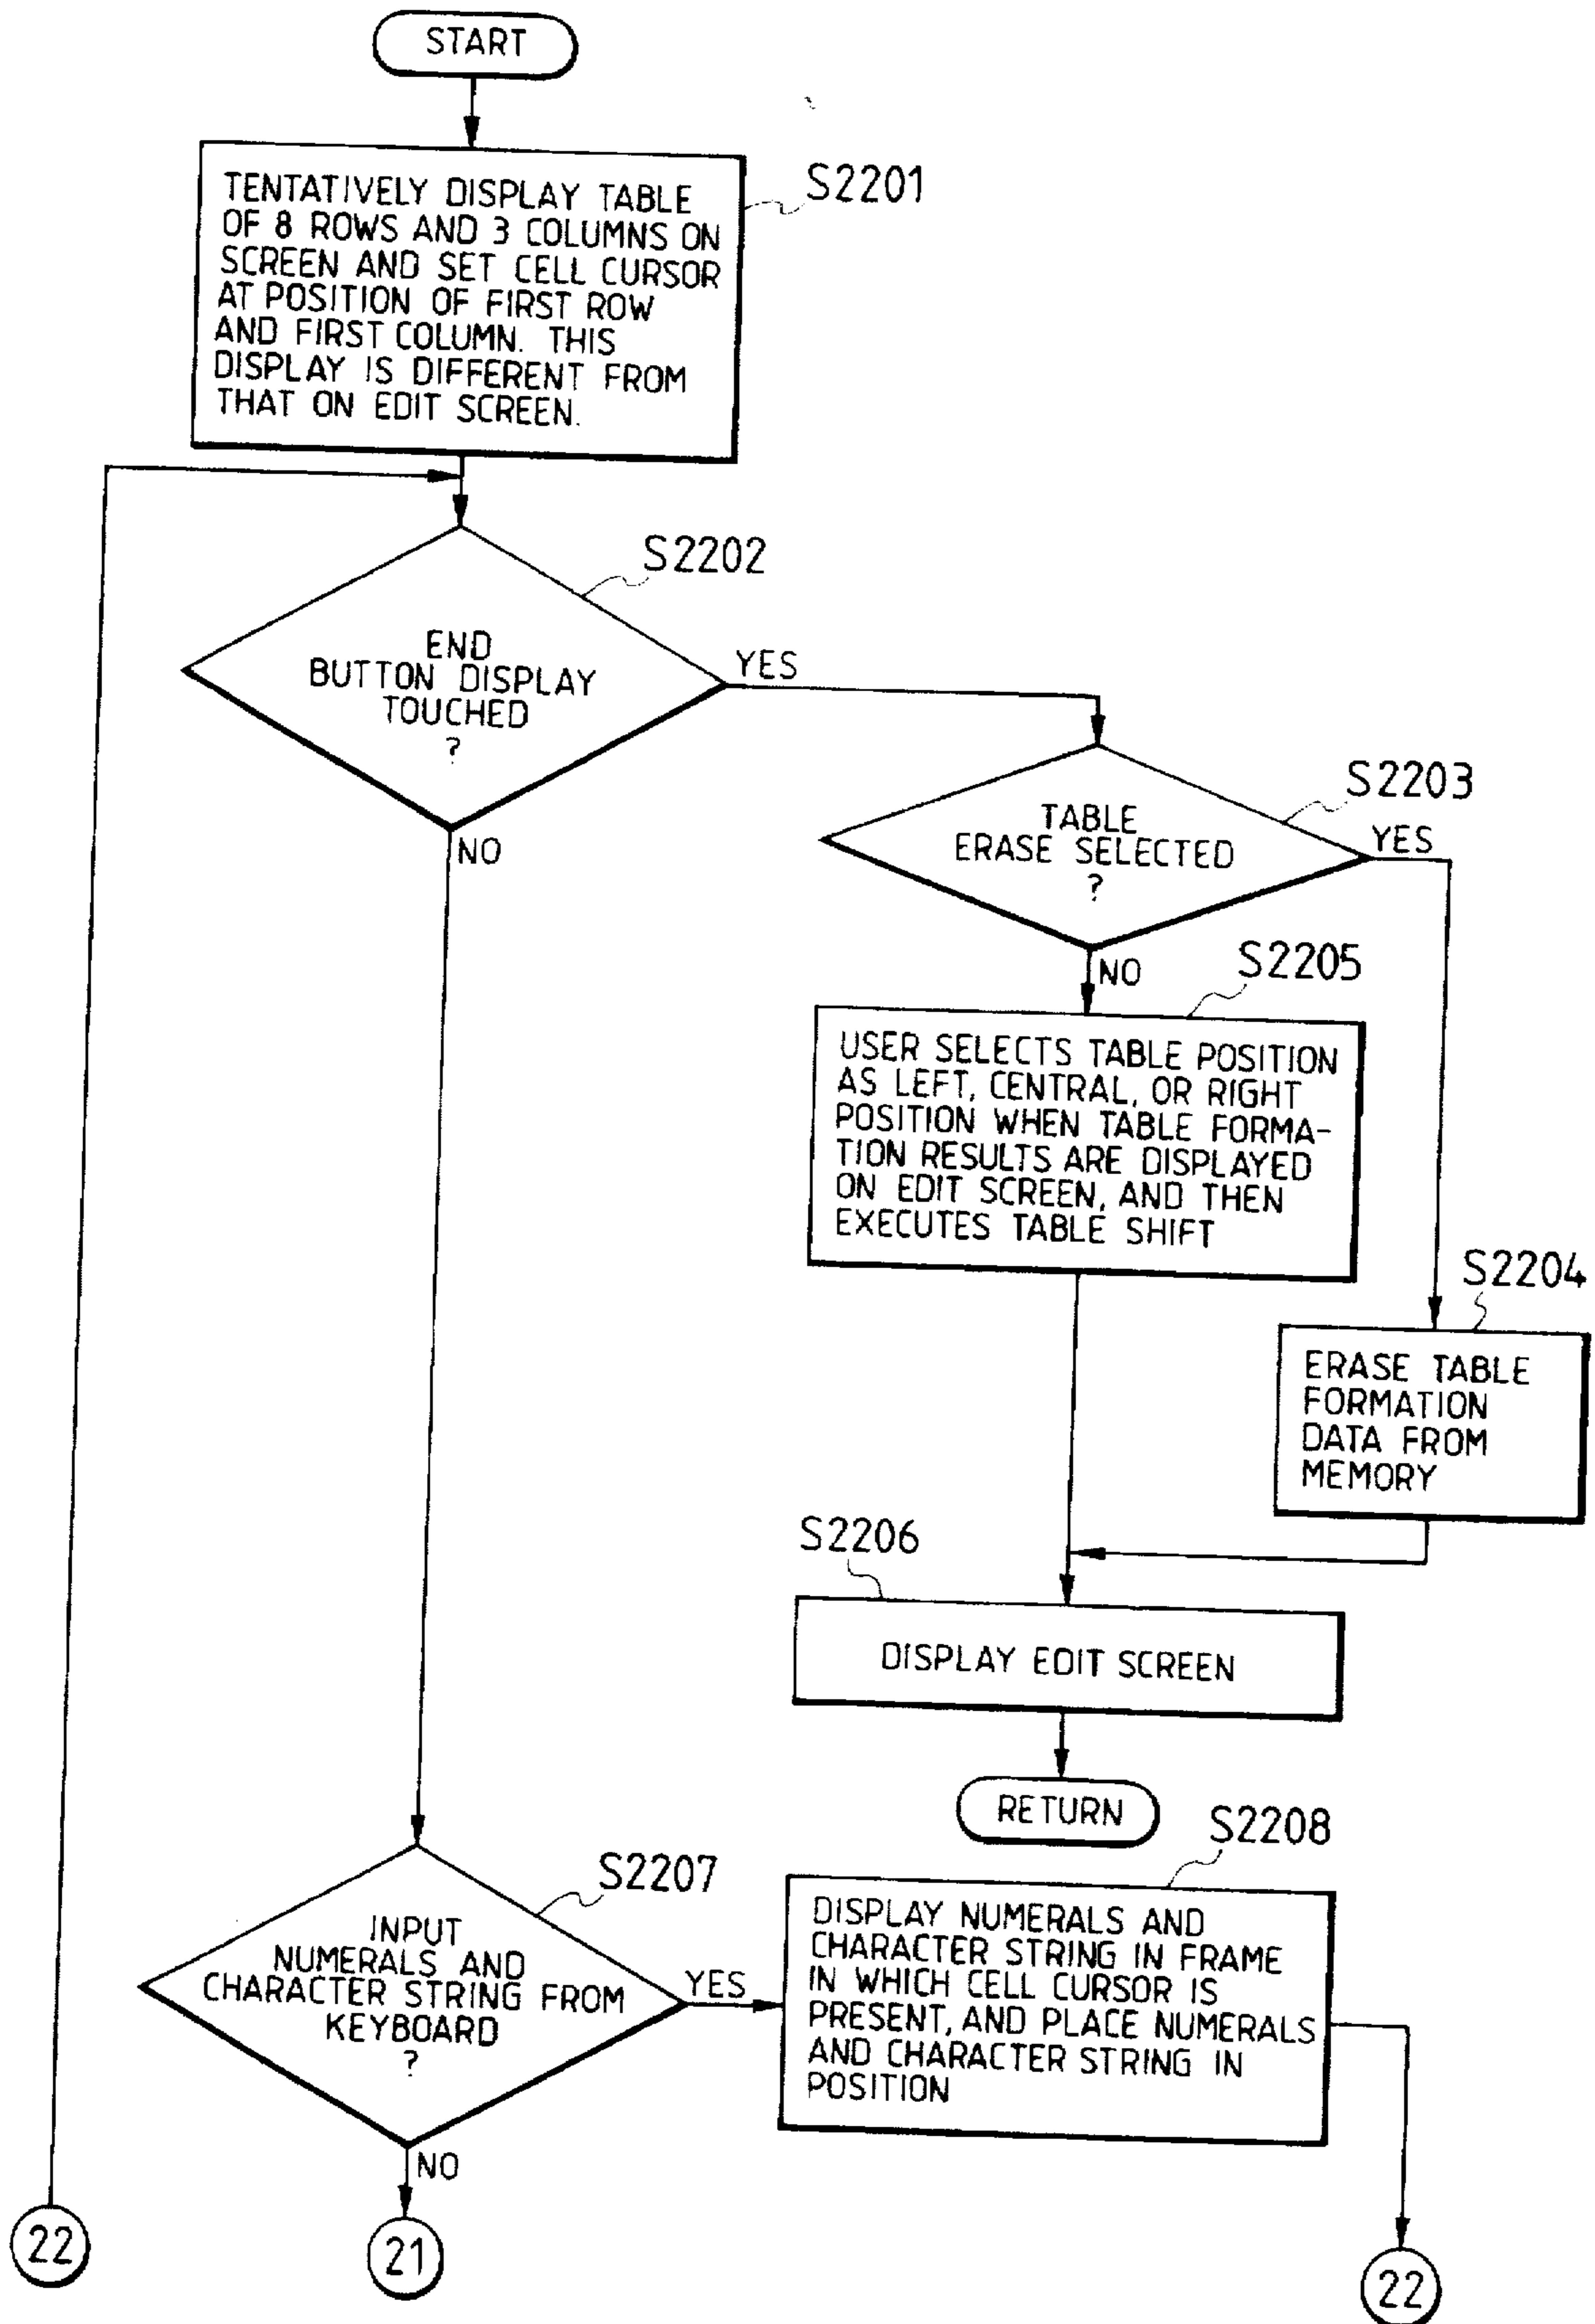 START
S2201
TENTATIVELY DISPLAY TABLE
OF 8 ROWS AND 3 COLUMNS ON
SCREEN AND SET CELL CURSOR
AT POSITION OF FIRST ROW
AND FIRST COLUMN. THIS
DISPLAY IS DIFFERENT FROM
THAT ON EDIT SCREEN.
S2202
END
BUTTON DISPLAY
TOUCHED
?
YES
NO
S2203
TABLE
ERASE SELECTED
?
YES
NO
S2205
USER SELECTS TABLE POSITION
AS LEFT, CENTRAL, OR RIGHT
POSITION WHEN TABLE FORMA-
TION RESULTS ARE DISPLAYED
ON EDIT SCREEN, AND THEN
EXECUTES TABLE SHIFT
S2204
ERASE TABLE
FORMATION
DATA FROM
MEMORY
S2206
DISPLAY EDIT SCREEN
RETURN
S2207
INPUT
NUMERALS AND
CHARACTER STRING FROM
KEYBOARD
?
YES
NO
S2208
DISPLAY NUMERALS AND
CHARACTER STRING IN FRAME
IN WHICH CELL CURSOR IS
PRESENT, AND PLACE NUMERALS
AND CHARACTER STRING IN
POSITION
22
21
22